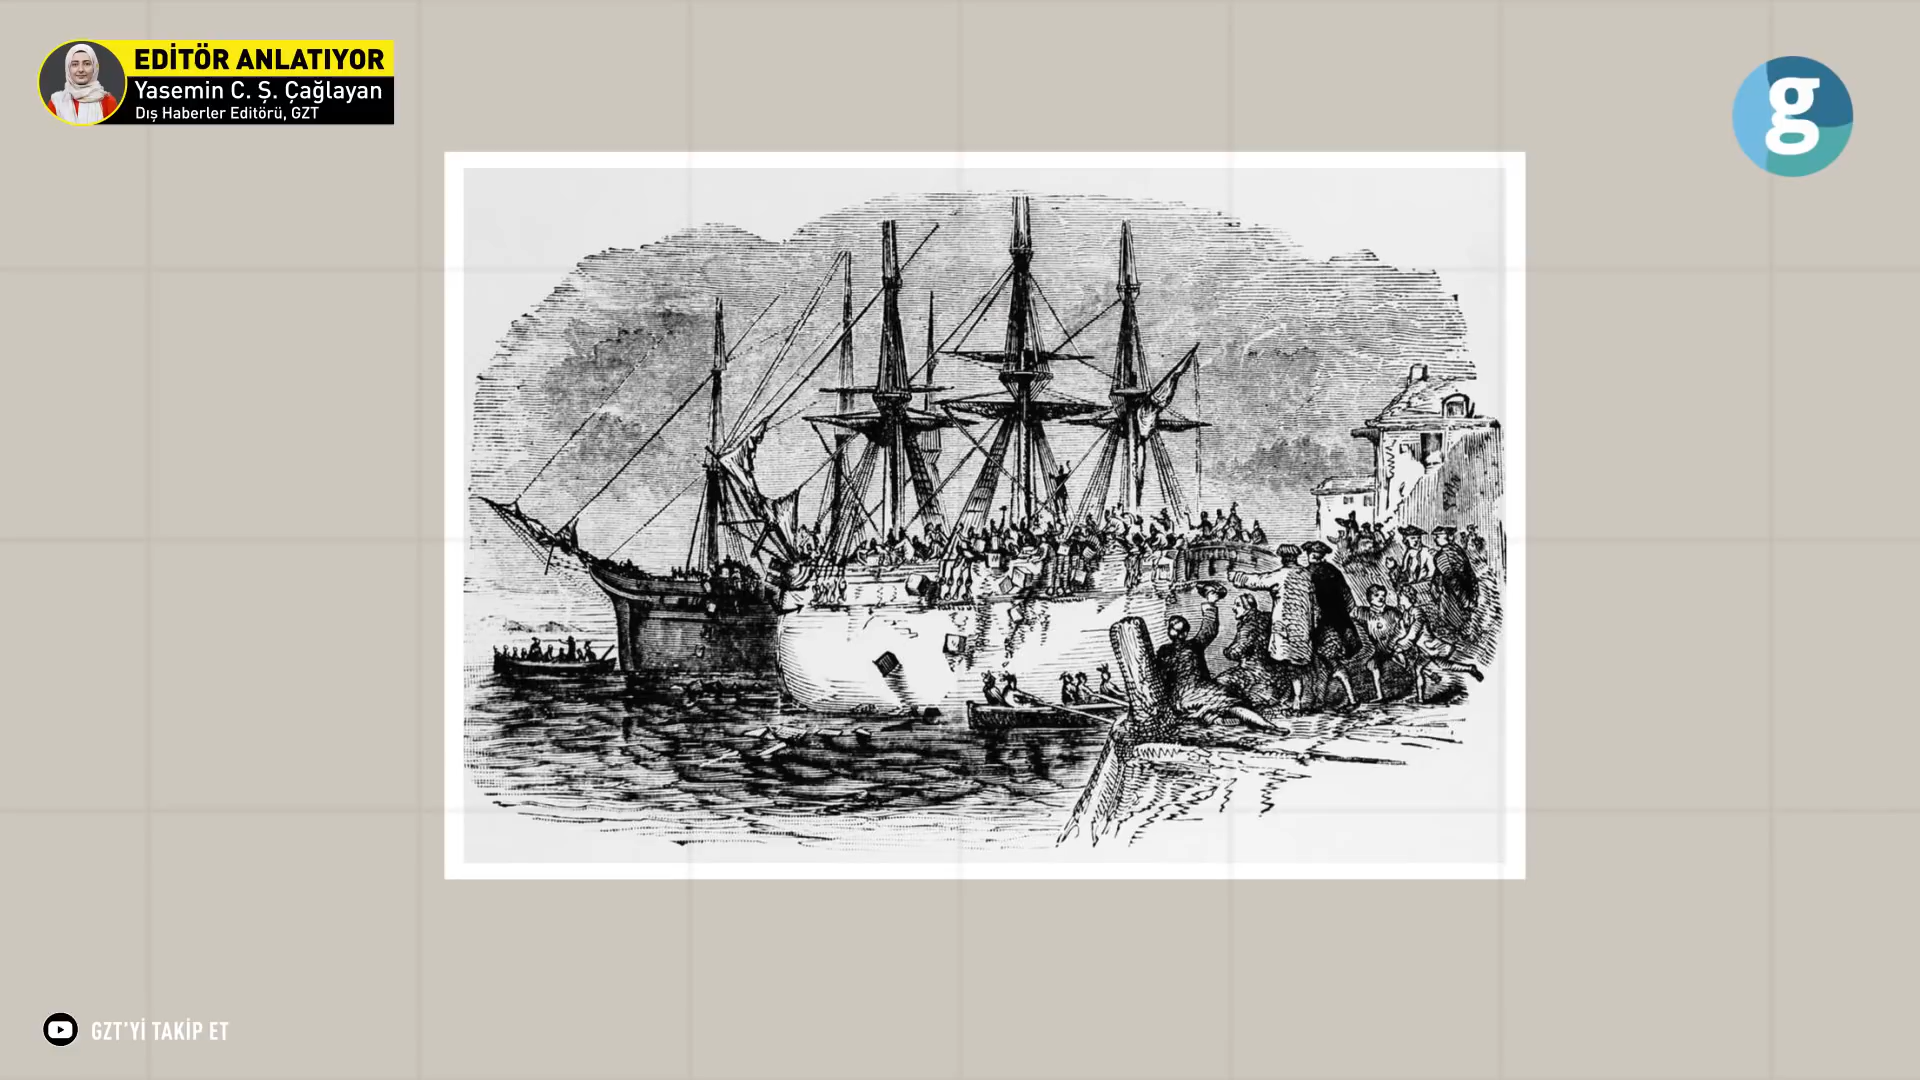 EDİTÖR ANLATIYOR
Yasemin C. Ş. Çağlayan
Dış Haberler Editörü, GZT
g
GZT'Yİ TAKİP ET